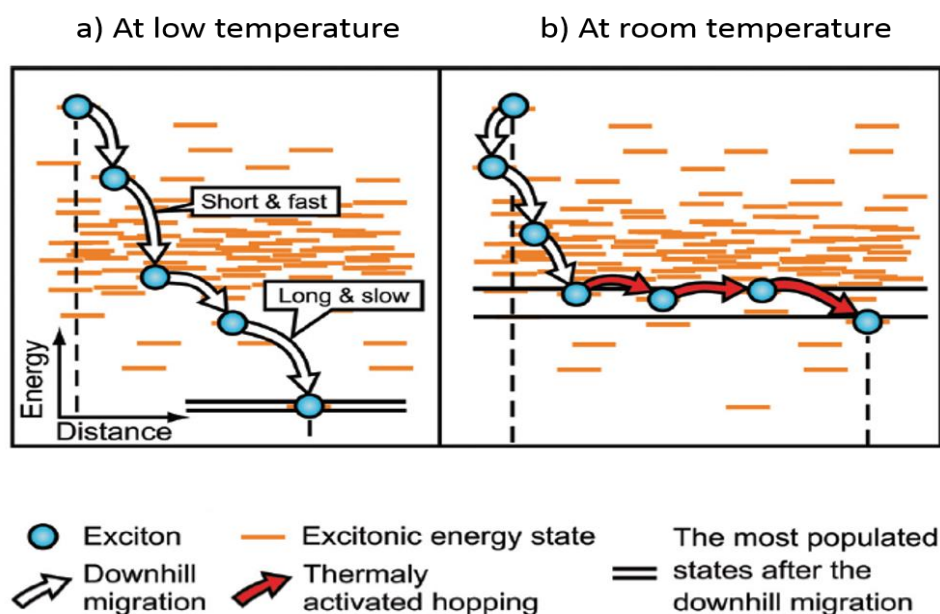 a) At low temperature
b) At room temperature
Short & fast
Long & slow
Energy
Distance
Exciton
Excitonic energy state
The most populated
states after the
downhill migration
Downhill
migration
Thermaly
activated hopping